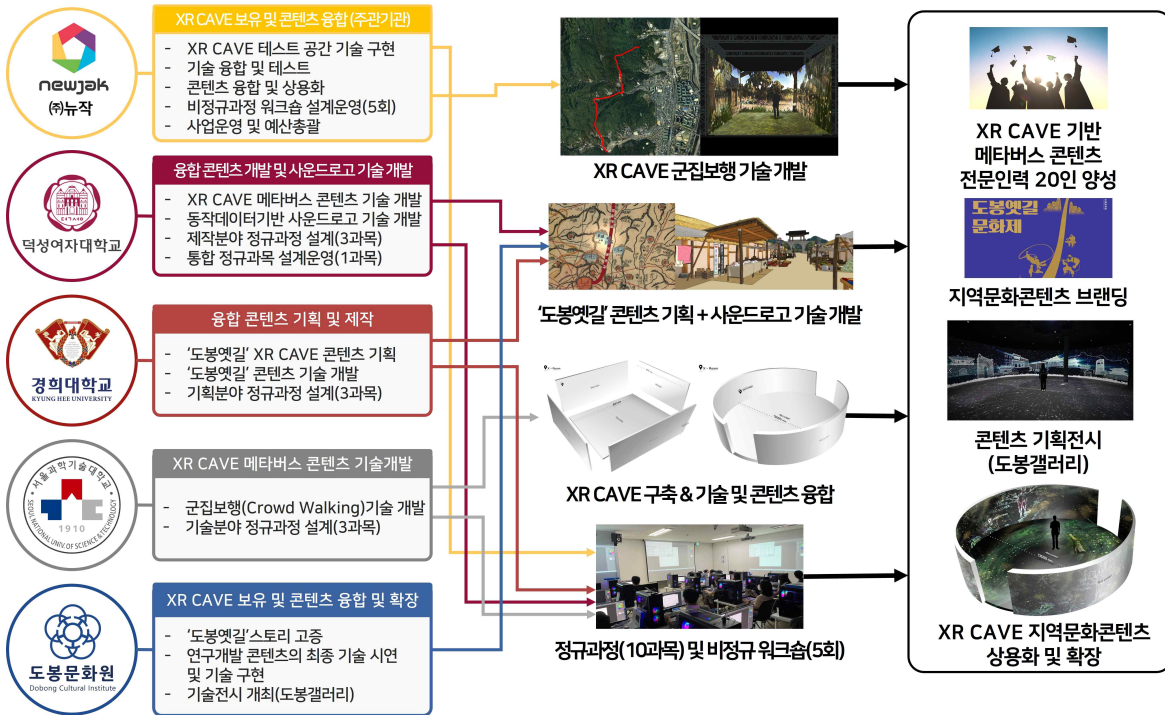 newjak
㈜뉴작
XR CAVE 보유 및 콘텐츠 융합 (주관기관)
- XR CAVE 테스트 공간 기술 구현
- 기술 융합 및 테스트
- 콘텐츠 융합 및 상용화
- 비정규과정 워크숍 설계운영(5회)
- 사업운영 및 예산총괄
덕성여자대학교
융합 콘텐츠 개발 및 사운드로고 기술 개발
- XR CAVE 메타버스 콘텐츠 기술 개발
- 동작데이터기반 사운드로고 기술 개발
- 제작분야 정규과정 설계(3과목)
- 통합 정규과목 설계운영(1과목)
경희대학교
KYUNG HEE UNIVERSITY
융합 콘텐츠 기획 및 제작
- ‘도봉옛길’ XR CAVE 콘텐츠 기획
- ‘도봉옛길’ 콘텐츠 기술 개발
- 기획분야 정규과정 설계(3과목)
서울과학기술대학교
SEOUL NATIONAL UNIV. OF SCIENCE & TECHNOLOGY
1910
XR CAVE 메타버스 콘텐츠 기술개발
- 군집보행(Crowd Walking)기술 개발
- 기술분야 정규과정 설계(3과목)
도봉문화원
Dobong Cultural Institute
XR CAVE 보유 및 콘텐츠 융합 및 확장
- ‘도봉옛길’스토리 고증
- 연구개발 콘텐츠의 최종 기술 시연
및 기술 구현
- 기술전시 개최(도봉갤러리)
XR CAVE 군집보행 기술 개발
‘도봉옛길’ 콘텐츠 기획 + 사운드로고 기술 개발
XR CAVE 구축 & 기술 및 콘텐츠 융합
정규과정(10과목) 및 비정규 워크숍(5회)
XR CAVE 기반
메타버스 콘텐츠
전문인력 20인 양성
도봉옛길
문화제
지역문화콘텐츠 브랜딩
콘텐츠 기획전시
(도봉갤러리)
XR CAVE 지역문화콘텐츠
상용화 및 확장